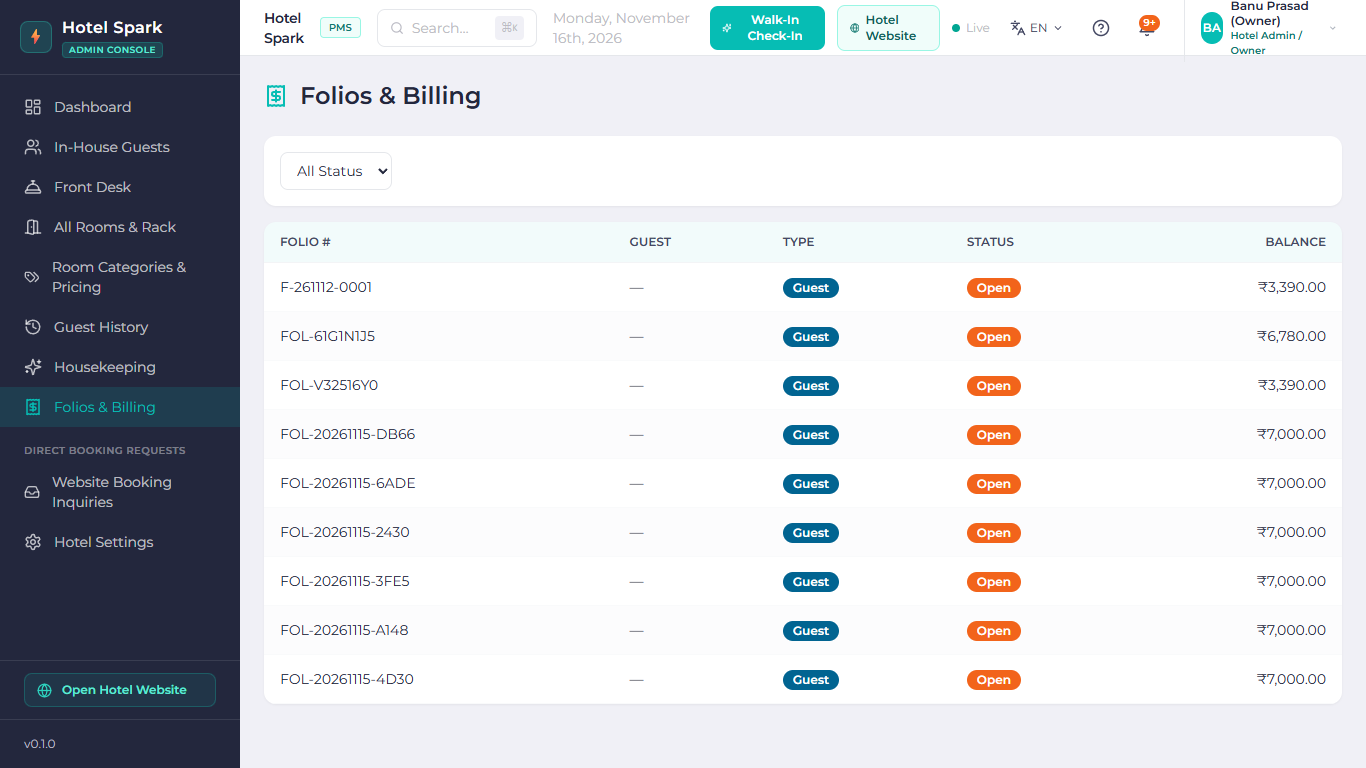 Hotel Spark
ADMIN CONSOLE
Dashboard
In-House Guests
Front Desk
All Rooms & Rack
Room Categories &
Pricing
Guest History
Housekeeping
Folios & Billing
DIRECT BOOKING REQUESTS
Website Booking
Inquiries
Hotel Settings
Open Hotel Website
v0.1.0
Hotel
Spark
PMS
Search...
⌘K
Monday, November
16th, 2026
Walk-In
Check-In
Hotel
Website
Live
EN
9+
BA
Banu Prasad
(Owner)
Hotel Admin /
Owner
Folios & Billing
All Status
FOLIO # GUEST TYPE STATUS BALANCE
F-261112-0001 — Guest Open ₹3,390.00
FOL-61G1N1J5 — Guest Open ₹6,780.00
FOL-V32516Y0 — Guest Open ₹3,390.00
FOL-20261115-DB66 — Guest Open ₹7,000.00
FOL-20261115-6ADE — Guest Open ₹7,000.00
FOL-20261115-2430 — Guest Open ₹7,000.00
FOL-20261115-3FE5 — Guest Open ₹7,000.00
FOL-20261115-A148 — Guest Open ₹7,000.00
FOL-20261115-4D30 — Guest Open ₹7,000.00